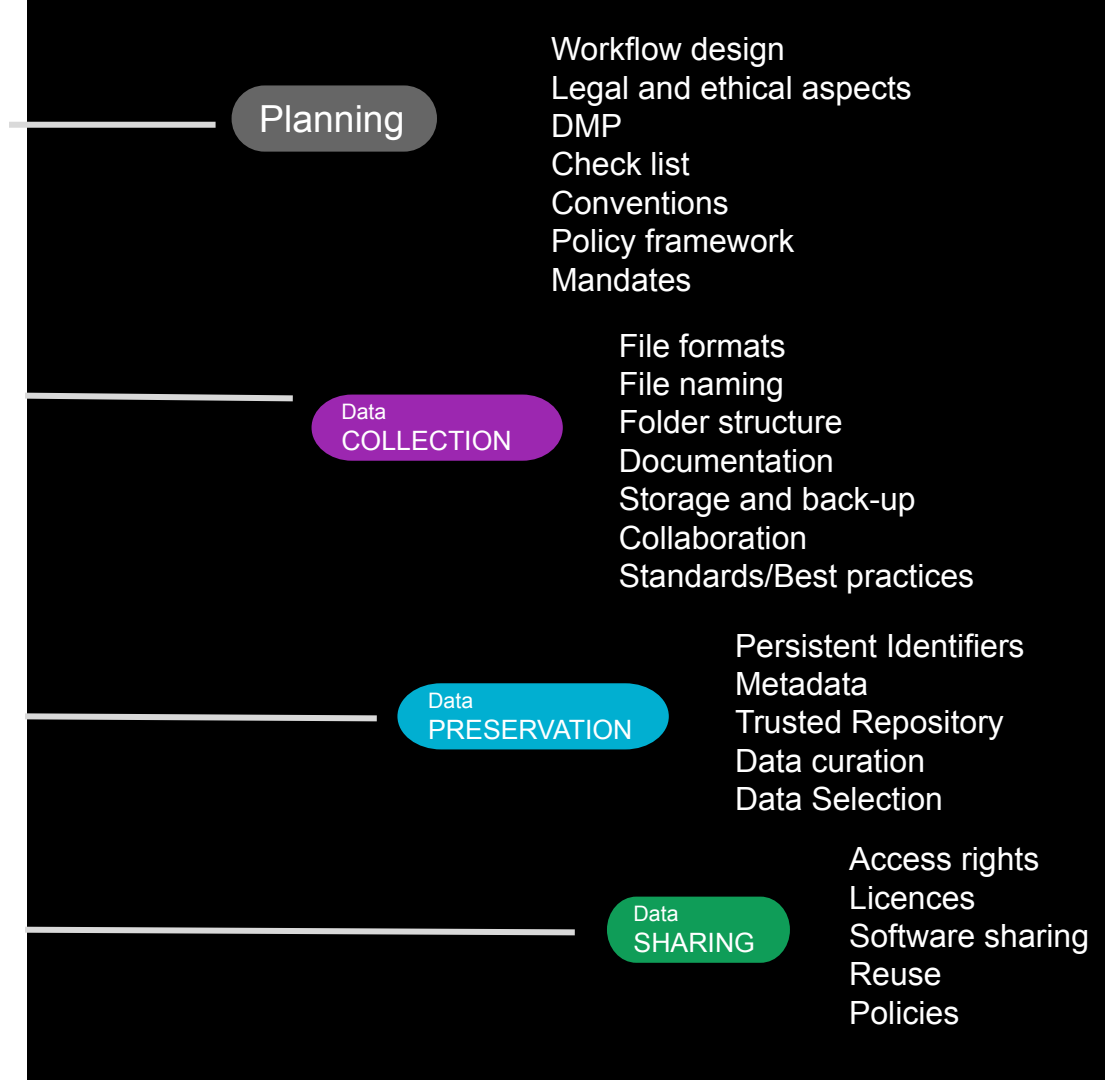 Planning
Workflow design
Legal and ethical aspects
DMP
Check list
Conventions
Policy framework
Mandates
Data
COLLECTION
File formats
File naming
Folder structure
Documentation
Storage and back-up
Collaboration
Standards/Best practices
Data
PRESERVATION
Persistent Identifiers
Metadata
Trusted Repository
Data curation
Data Selection
Data
SHARING
Access rights
Licences
Software sharing
Reuse
Policies